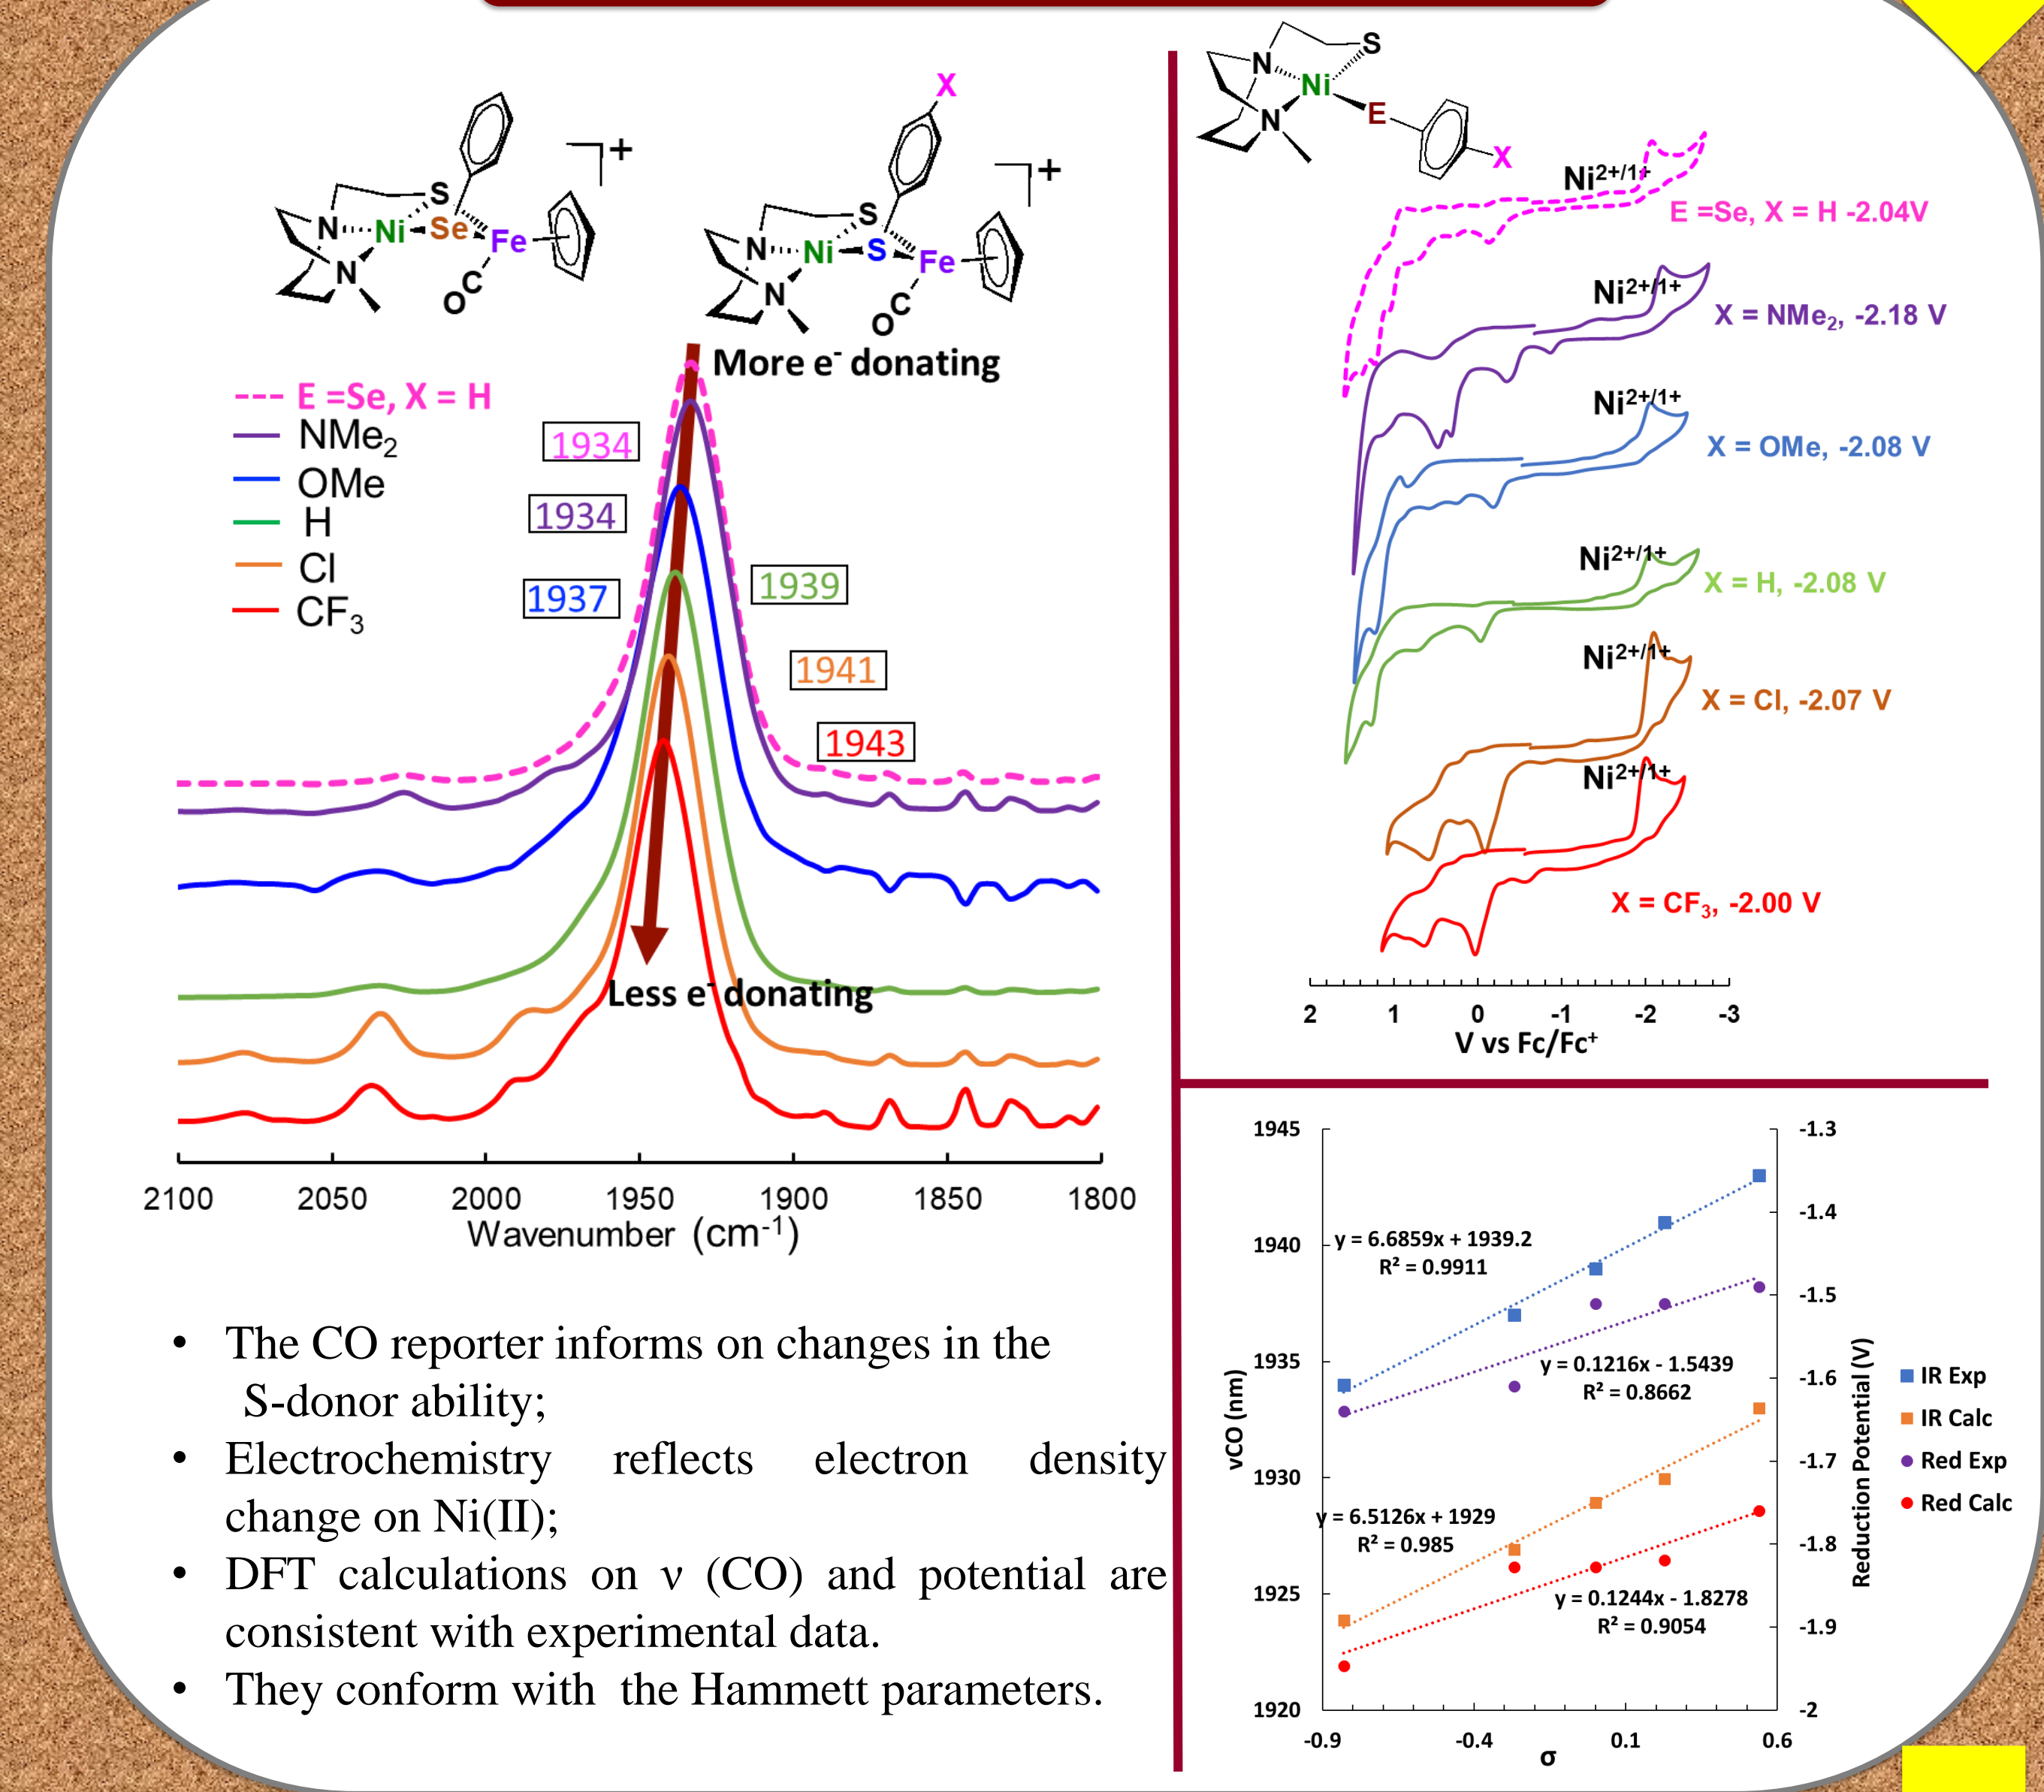 X
]+
]+
S
N
Ni
Se
Fe
N
OC
S
N
Ni
S
Fe
N
OC
More e⁻ donating
E =Se, X = H
NMe₂
OMe
H
Cl
CF₃
1934
1934
1937
1939
1941
1943
Less e⁻ donating
2100 2050 2000 1950 1900 1850 1800
Wavenumber (cm⁻¹)
• The CO reporter informs on changes in the
S-donor ability;
• Electrochemistry reflects electron density
change on Ni(II);
• DFT calculations on ν (CO) and potential are
consistent with experimental data.
• They conform with the Hammett parameters.
S
N
Ni
E
N
X
Ni²⁺/¹⁺
E =Se, X = H -2.04V
Ni²⁺/¹⁺
X = NMe₂, -2.18 V
Ni²⁺/¹⁺
X = OMe, -2.08 V
Ni²⁺/¹⁺
X = H, -2.08 V
Ni²⁺/¹⁺
X = Cl, -2.07 V
Ni²⁺/¹⁺
X = CF₃, -2.00 V
2 1 0 -1 -2 -3
V vs Fc/Fc⁺
1945
1940
1935
1930
1925
1920
νCO (nm)
y = 6.6859x + 1939.2
R² = 0.9911
y = 0.1216x - 1.5439
R² = 0.8662
y = 6.5126x + 1929
R² = 0.985
y = 0.1244x - 1.8278
R² = 0.9054
-1.3
-1.4
-1.5
-1.6
-1.7
-1.8
-1.9
-2
Reduction Potential (V)
IR Exp
IR Calc
Red Exp
Red Calc
-0.9 -0.4 0.1 0.6
σ